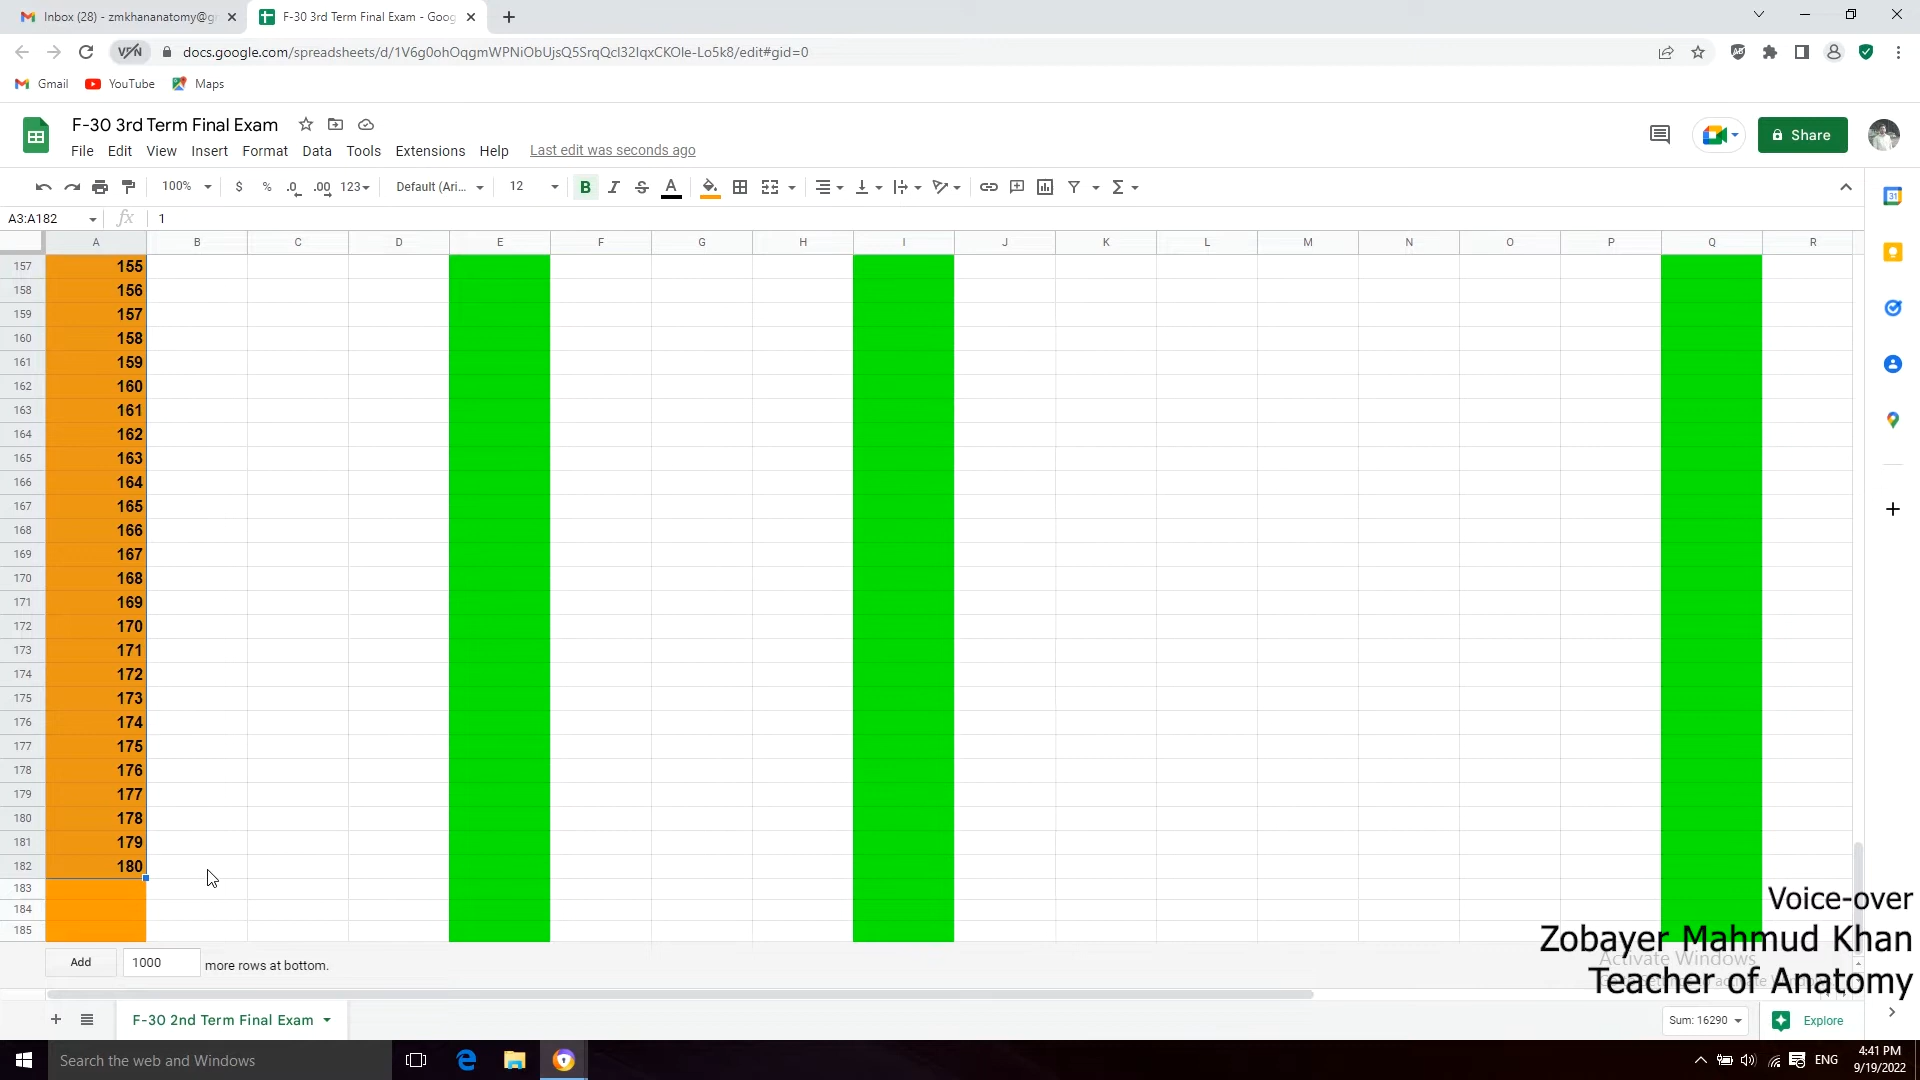 Inbox (28) - zmkhananatomy@gr
F-30 3rd Term Final Exam - Goog
VPN
docs.google.com/spreadsheets/d/1V6g0ohOqgmWPNiObUjsQ5SrqQcl32IqxCKOle-Lo5k8/edit#gid=0
Gmail
YouTube
Maps
F-30 3rd Term Final Exam
Share
File Edit View Insert Format Data Tools Extensions Help Last edit was seconds ago
100% $ % .0 .00 123 Default (Ari... 12 B I S A
A3:A182 fx 1
A B C D E F G H I J K L M N O P Q R
157 155
158 156
159 157
160 158
161 159
162 160
163 161
164 162
165 163
166 164
167 165
168 166
169 167
170 168
171 169
172 170
173 171
174 172
175 173
176 174
177 175
178 176
179 177
180 178
181 179
182 180
183
184
185
Voice-over
Zobayer Mahmud Khan
Activate Windows
Teacher of Anatomy
Add 1000 more rows at bottom.
F-30 2nd Term Final Exam
Sum: 16290
Explore
Search the web and Windows
ENG
4:41 PM
9/19/2022